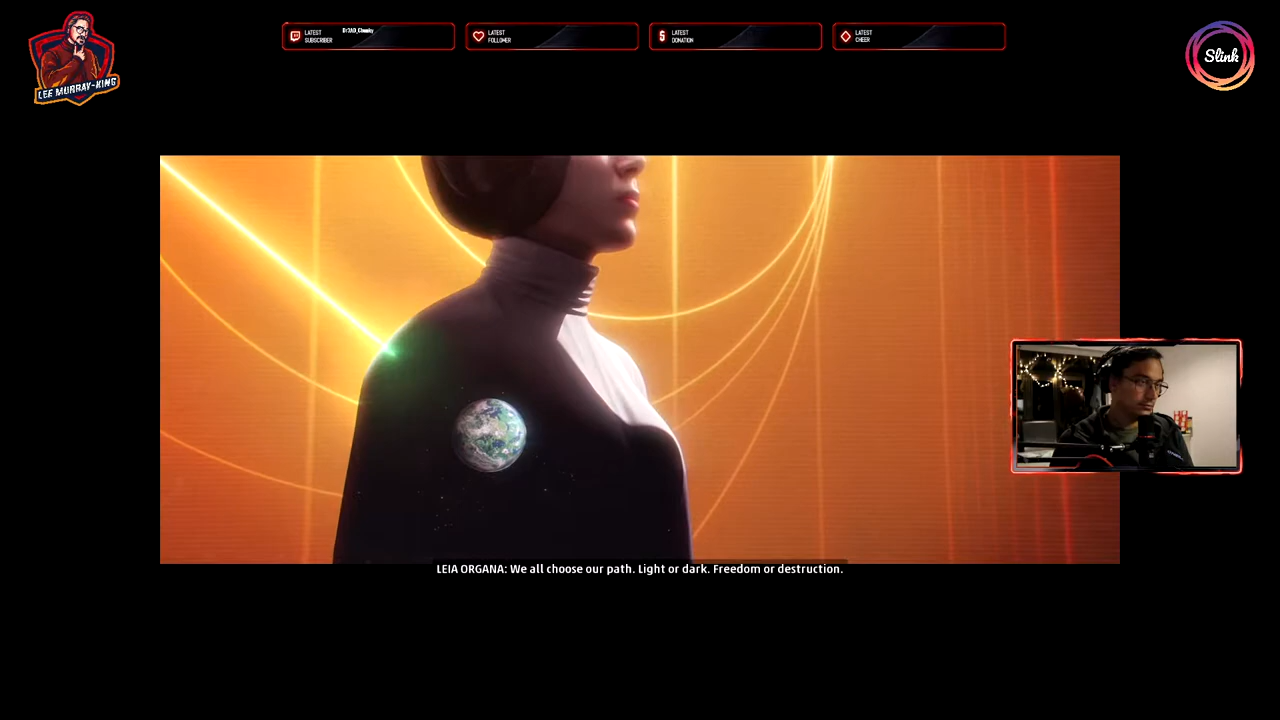 LEE MURRAY-KING
LATEST
SUBSCRIBER
LATEST
FOLLOWER
LATEST
DONATION
LATEST
CHEER
Slink
LEIA ORGANA: We all choose our path. Light or dark. Freedom or destruction.